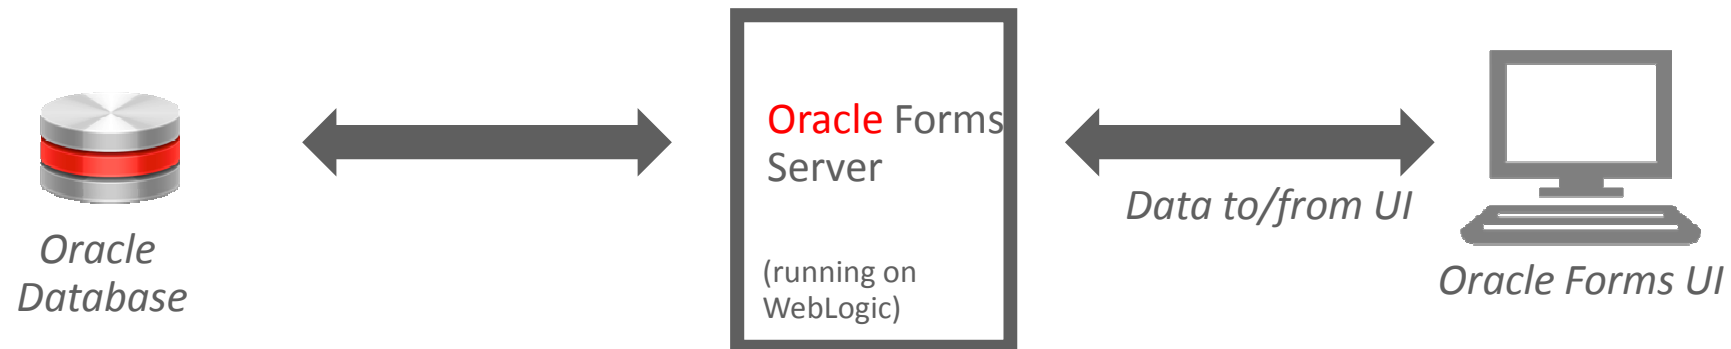 Oracle
Database
Oracle Forms
Server
(running on
WebLogic)
Data to/from UI
Oracle Forms UI